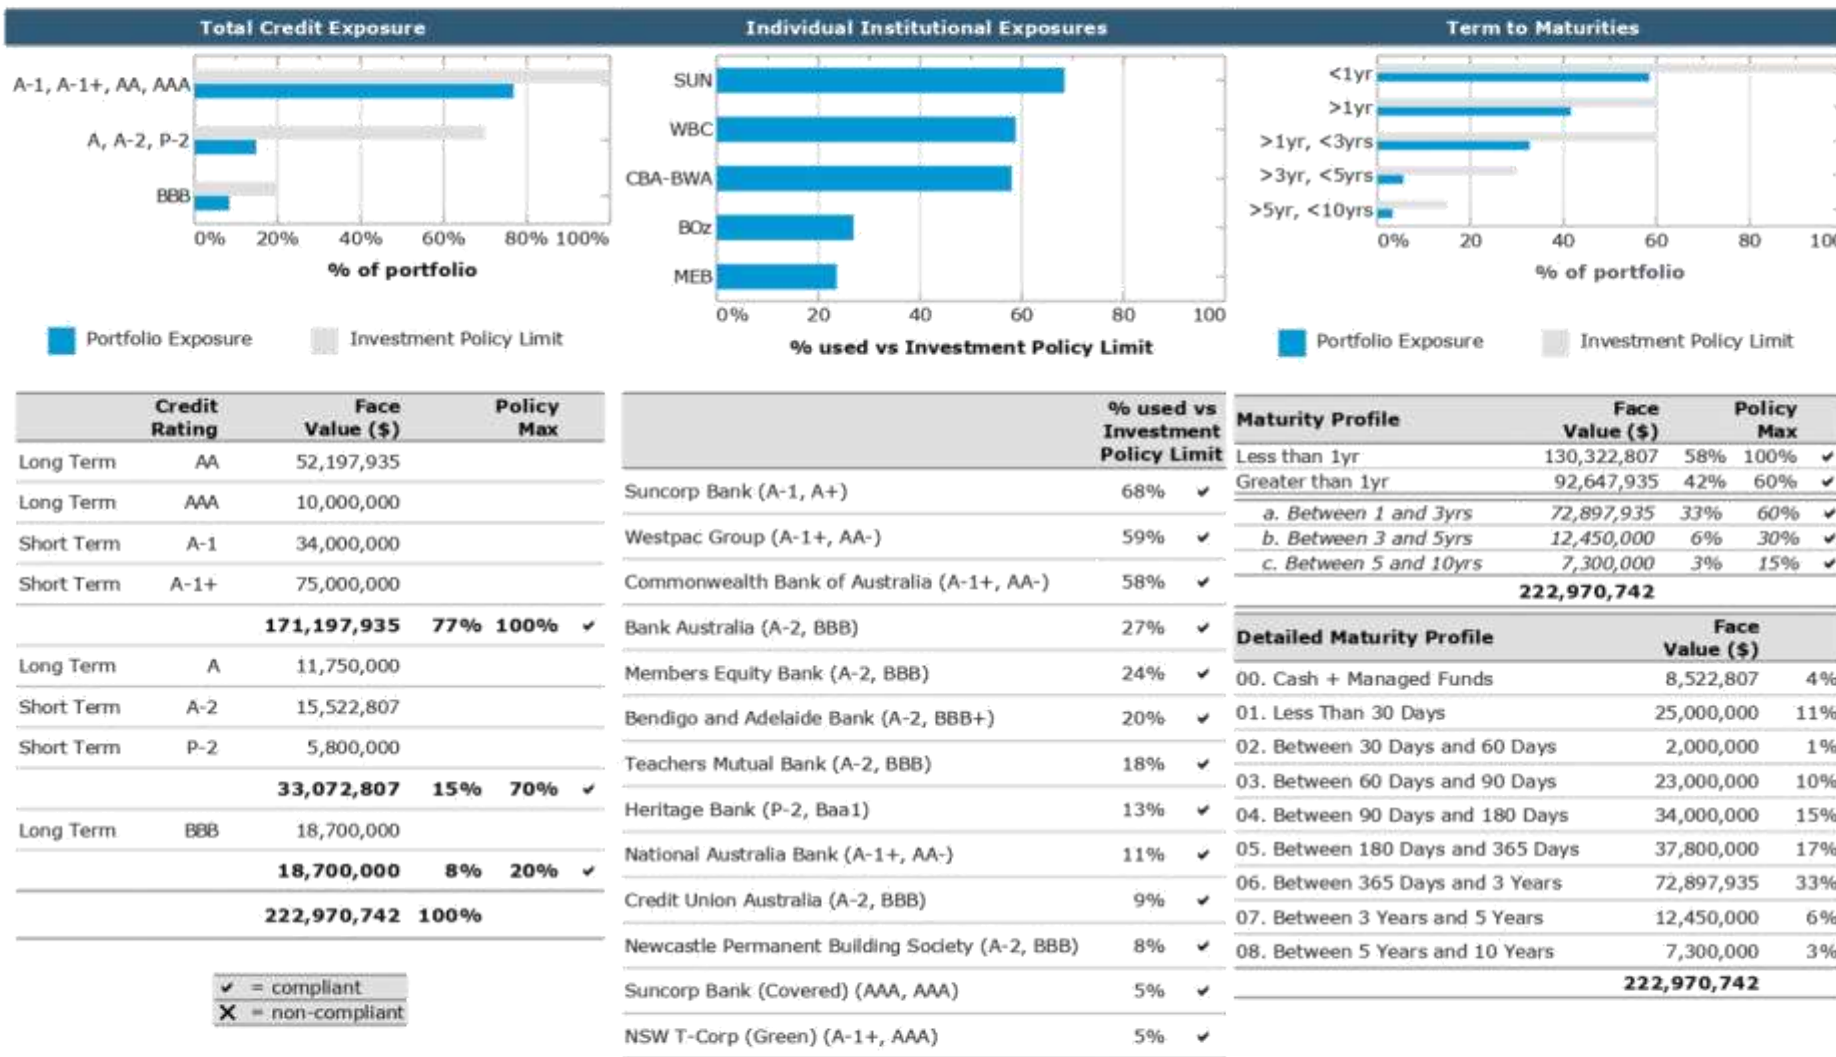 Total Credit Exposure
A-1, A-1+, AA, AAA
A, A-2, P-2
BBB
0% 20% 40% 60% 80% 100%
% of portfolio
Portfolio Exposure Investment Policy Limit
Credit Rating Face Value ($) Policy Max
Long Term AA 52,197,935
Long Term AAA 10,000,000
Short Term A-1 34,000,000
Short Term A-1+ 75,000,000
171,197,935 77% 100% ✔
Long Term A 11,750,000
Short Term A-2 15,522,807
Short Term P-2 5,800,000
33,072,807 15% 70% ✔
Long Term BBB 18,700,000
18,700,000 8% 20% ✔
222,970,742 100%
✔ = compliant
X = non-compliant
Individual Institutional Exposures
SUN
WBC
CBA-BWA
BOz
MEB
0% 20 40 60 80 100
% used vs Investment Policy Limit
% used vs
Investment
Policy Limit
Suncorp Bank (A-1, A+) 68% ✔
Westpac Group (A-1+, AA-) 59% ✔
Commonwealth Bank of Australia (A-1+, AA-) 58% ✔
Bank Australia (A-2, BBB) 27% ✔
Members Equity Bank (A-2, BBB) 24% ✔
Bendigo and Adelaide Bank (A-2, BBB+) 20% ✔
Teachers Mutual Bank (A-2, BBB) 18% ✔
Heritage Bank (P-2, Baa1) 13% ✔
National Australia Bank (A-1+, AA-) 11% ✔
Credit Union Australia (A-2, BBB) 9% ✔
Newcastle Permanent Building Society (A-2, BBB) 8% ✔
Suncorp Bank (Covered) (AAA, AAA) 5% ✔
NSW T-Corp (Green) (A-1+, AAA) 5% ✔
Term to Maturities
<1yr
>1yr
>1yr, <3yrs
>3yr, <5yrs
>5yr, <10yrs
0% 20 40 60 80 100
% of portfolio
Portfolio Exposure Investment Policy Limit
Maturity Profile Face Value ($) Policy Max
Less than 1yr 130,322,807 58% 100% ✔
Greater than 1yr 92,647,935 42% 60% ✔
a. Between 1 and 3yrs 72,897,935 33% 60% ✔
b. Between 3 and 5yrs 12,450,000 6% 30% ✔
c. Between 5 and 10yrs 7,300,000 3% 15% ✔
222,970,742
Detailed Maturity Profile Face Value ($)
00. Cash + Managed Funds 8,522,807 4%
01. Less Than 30 Days 25,000,000 11%
02. Between 30 Days and 60 Days 2,000,000 1%
03. Between 60 Days and 90 Days 23,000,000 10%
04. Between 90 Days and 180 Days 34,000,000 15%
05. Between 180 Days and 365 Days 37,800,000 17%
06. Between 365 Days and 3 Years 72,897,935 33%
07. Between 3 Years and 5 Years 12,450,000 6%
08. Between 5 Years and 10 Years 7,300,000 3%
222,970,742